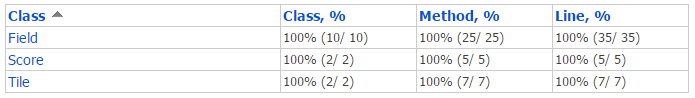 Class Class, % Method, % Line, %
Field 100% (10/ 10) 100% (25/ 25) 100% (35/ 35)
Score 100% (2/ 2) 100% (5/ 5) 100% (5/ 5)
Tile 100% (2/ 2) 100% (7/ 7) 100% (7/ 7)